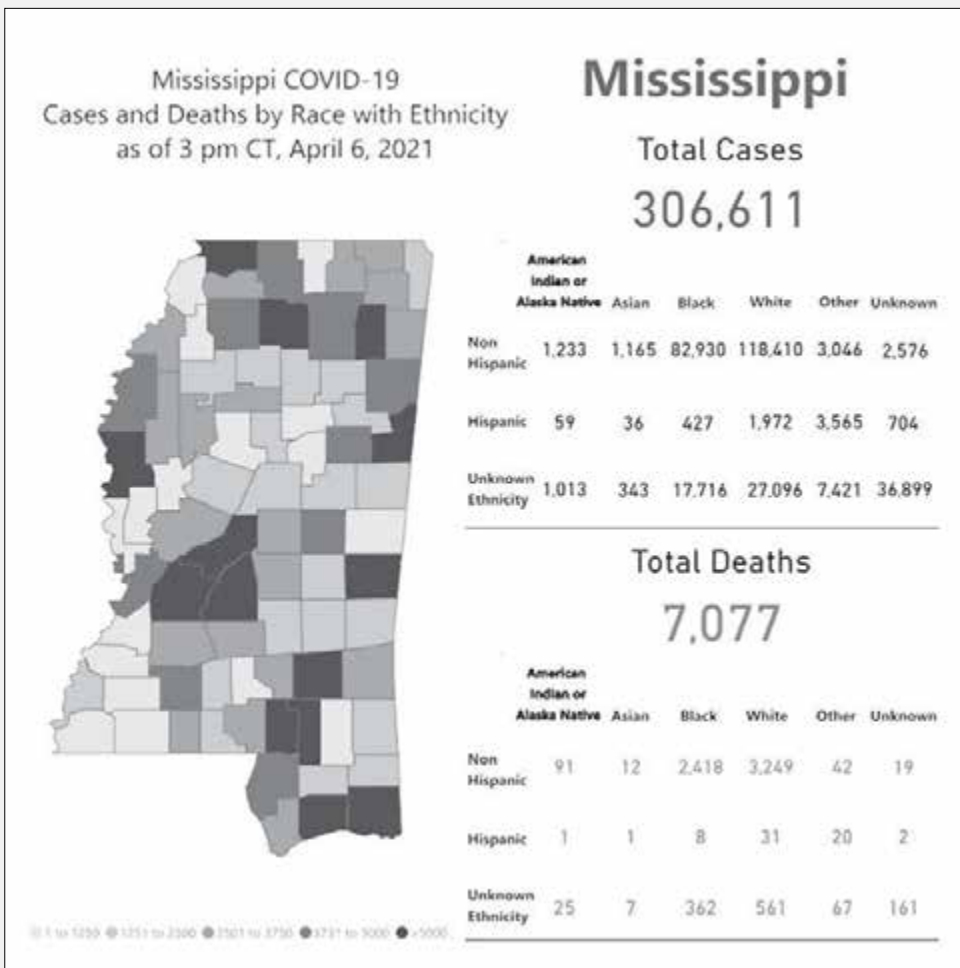 Mississippi COVID-19
Cases and Deaths by Race with Ethnicity
as of 3 pm CT, April 6, 2021
Mississippi
Total Cases
306,611
American
Indian or
Alaska Native Asian Black White Other Unknown
Non
Hispanic 1,233 1,165 82,930 118,410 3,046 2,576
Hispanic 59 36 427 1,972 3,565 704
Unknown
Ethnicity 1,013 343 17,716 27,096 7,421 36,899
Total Deaths
7,077
American
Indian or
Alaska Native Asian Black White Other Unknown
Non
Hispanic 91 12 2,418 3,249 42 19
Hispanic 1 1 8 31 20 2
Unknown
Ethnicity 25 7 362 561 67 161
1 to 1250